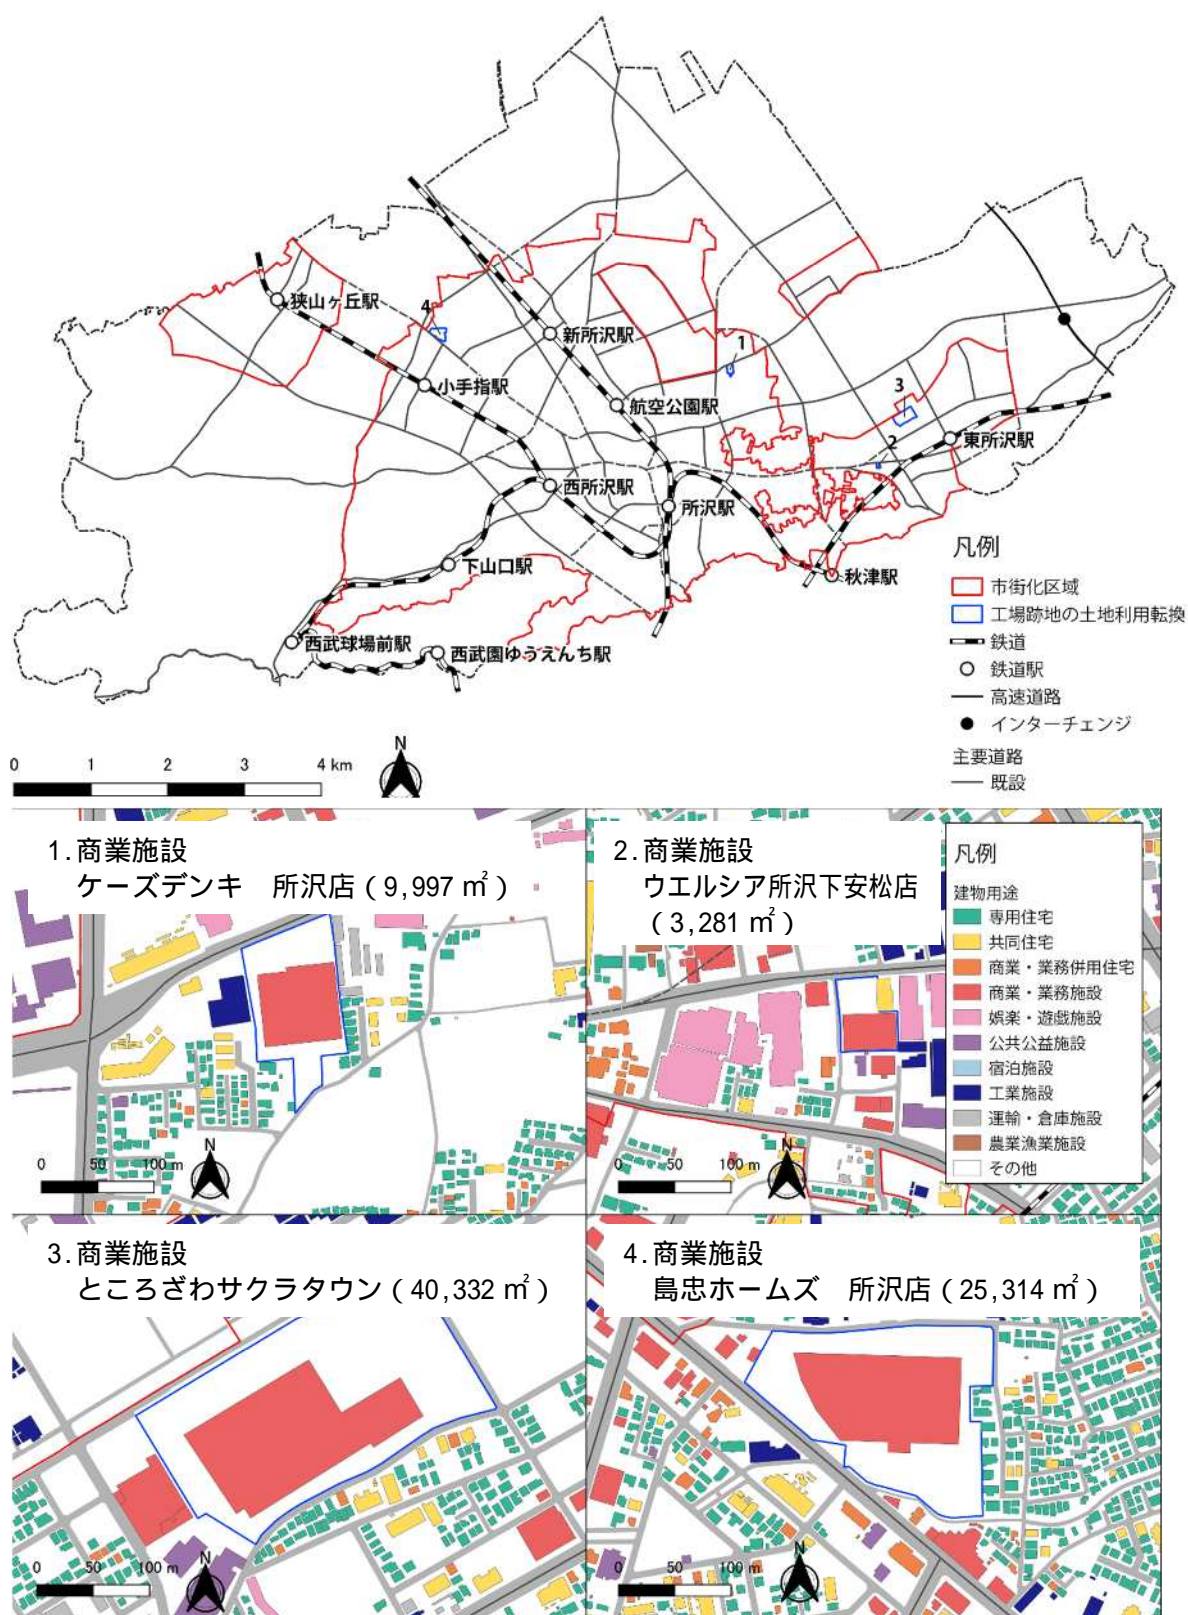 狭山ヶ丘駅
4
新所沢駅
1
小手指駅
航空公園駅
3
東所沢駅
2
西所沢駅
所沢駅
下山口駅
秋津駅
西武球場前駅
西武園ゆうえんち駅
凡例
市街化区域
工場跡地の土地利用転換
鉄道
鉄道駅
高速道路
インターチェンジ
主要道路
既設
N
0 1 2 3 4 km
1.商業施設
ケーズデンキ 所沢店（9,997 ㎡）
N
0 50 100 m
2.商業施設
ウエルシア所沢下安松店
（3,281 ㎡）
N
0 50 100 m
凡例
建物用途
専用住宅
共同住宅
商業・業務併用住宅
商業・業務施設
娯楽・遊戯施設
公共公益施設
宿泊施設
工業施設
運輸・倉庫施設
農業漁業施設
その他
3.商業施設
ところざわサクラタウン（40,332 ㎡）
N
0 50 100 m
4.商業施設
島忠ホームズ 所沢店（25,314 ㎡）
N
0 50 100 m